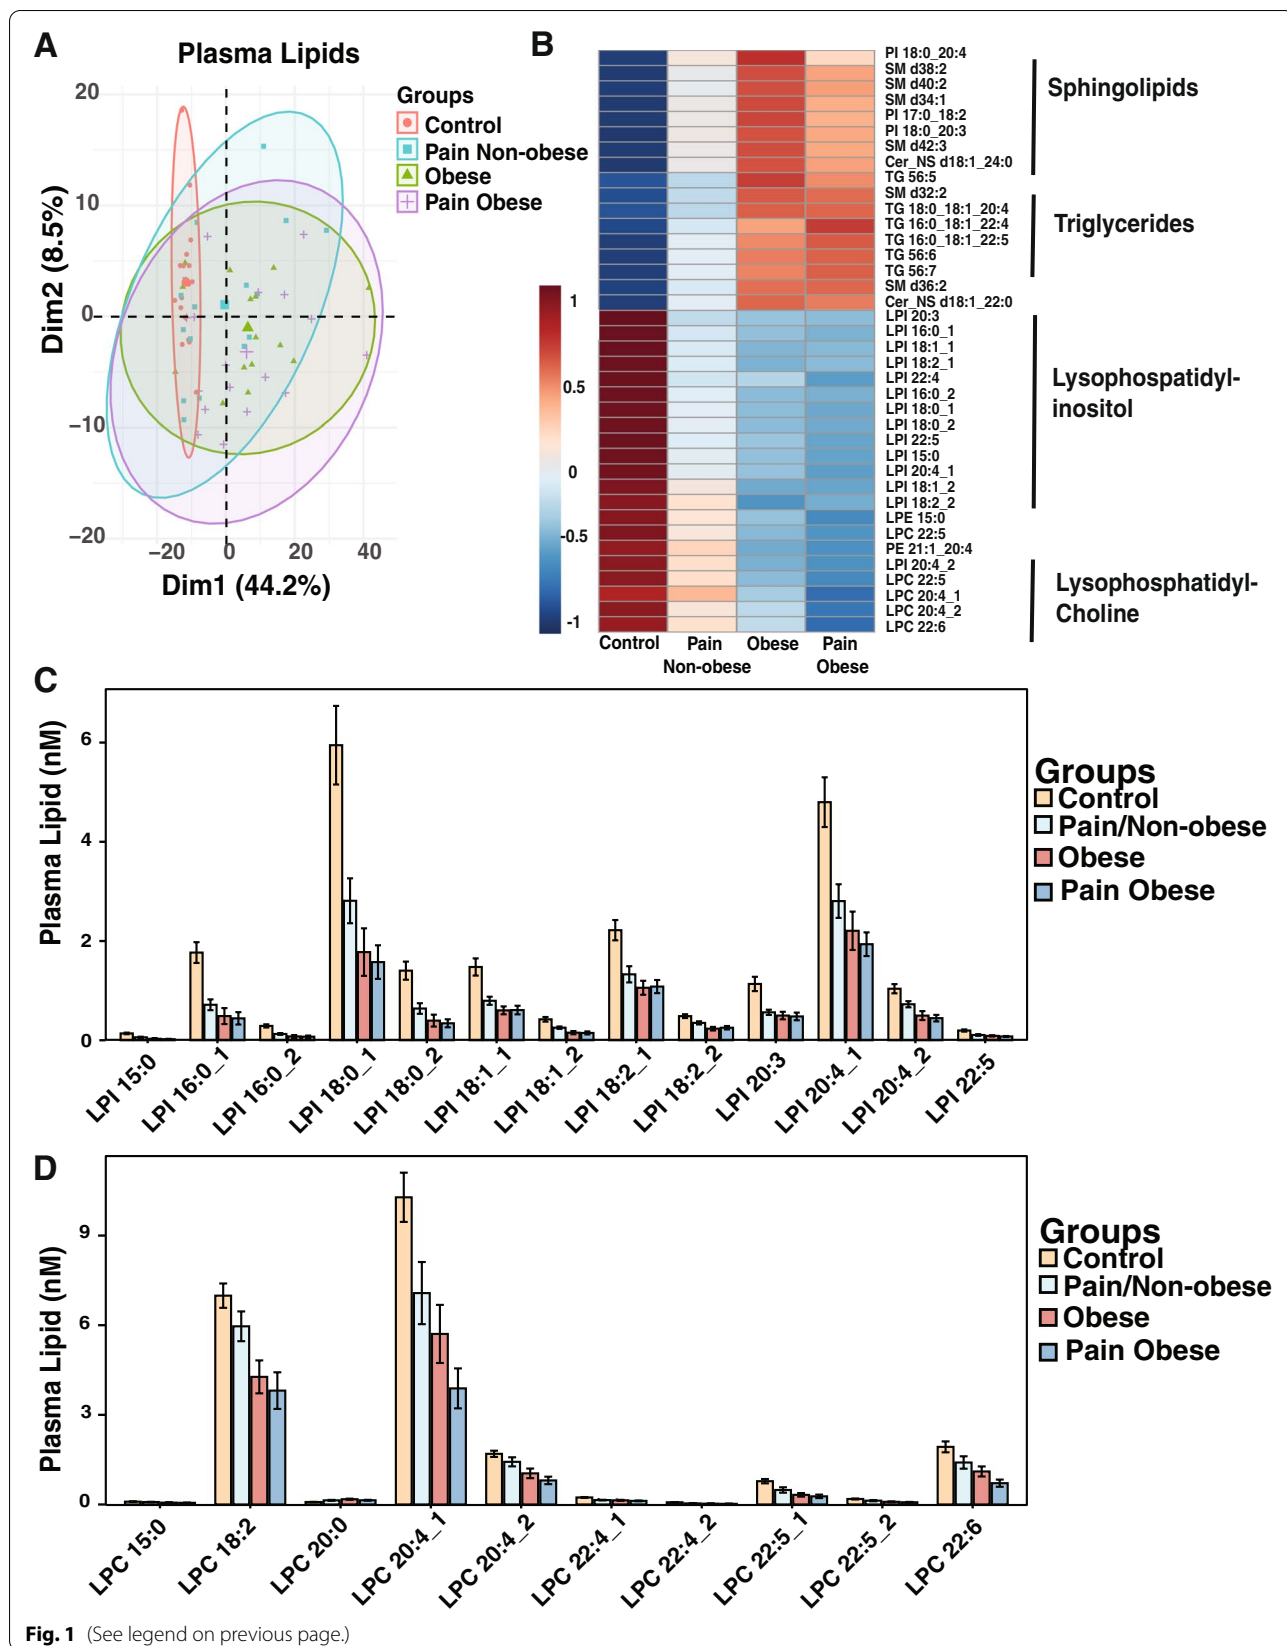 A
Plasma Lipids
Dim2 (8.5%)
20
10
0
−10
−20
−20
0
20
40
Dim1 (44.2%)
Groups
Control
Pain Non-obese
Obese
Pain Obese
B
1
0.5
0
-0.5
-1
PI 18:0_20:4
SM d38:2
SM d40:2
SM d34:1
PI 17:0_18:2
PI 18:0_20:3
SM d42:3
Cer_NS d18:1_24:0
TG 56:5
SM d32:2
TG 18:0_18:1_20:4
TG 16:0_18:1_22:4
TG 16:0_18:1_22:5
TG 56:6
TG 56:7
SM d36:2
Cer_NS d18:1_22:0
LPI 20:3
LPI 16:0_1
LPI 18:1_1
LPI 18:2_1
LPI 22:4
LPI 16:0_2
LPI 18:0_1
LPI 18:0_2
LPI 22:5
LPI 15:0
LPI 20:4_1
LPI 18:1_2
LPI 18:2_2
LPE 15:0
LPC 22:5
PE 21:1_20:4
LPI 20:4_2
LPC 22:5
LPC 20:4_1
LPC 20:4_2
LPC 22:6
Sphingolipids
Triglycerides
Lysophospatidyl-
inositol
Lysophosphatidyl-
Choline
Control
Pain
Non-obese
Obese
Pain
Obese
C
Plasma Lipid (nM)
6
4
2
0
LPI 15:0
LPI 16:0_1
LPI 16:0_2
LPI 18:0_1
LPI 18:0_2
LPI 18:1_1
LPI 18:1_2
LPI 18:2_1
LPI 18:2_2
LPI 20:3
LPI 20:4_1
LPI 20:4_2
LPI 22:5
Groups
Control
Pain/Non-obese
Obese
Pain Obese
D
Plasma Lipid (nM)
9
6
3
0
LPC 15:0
LPC 18:2
LPC 20:0
LPC 20:4_1
LPC 20:4_2
LPC 22:4_1
LPC 22:4_2
LPC 22:5_1
LPC 22:5_2
LPC 22:6
Groups
Control
Pain/Non-obese
Obese
Pain Obese
Fig. 1 (See legend on previous page.)